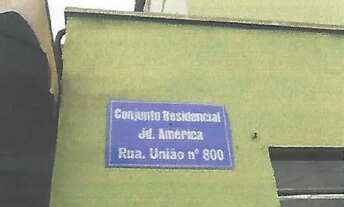 Conjunto Residencial
Jd. América
Rua. União nº 800